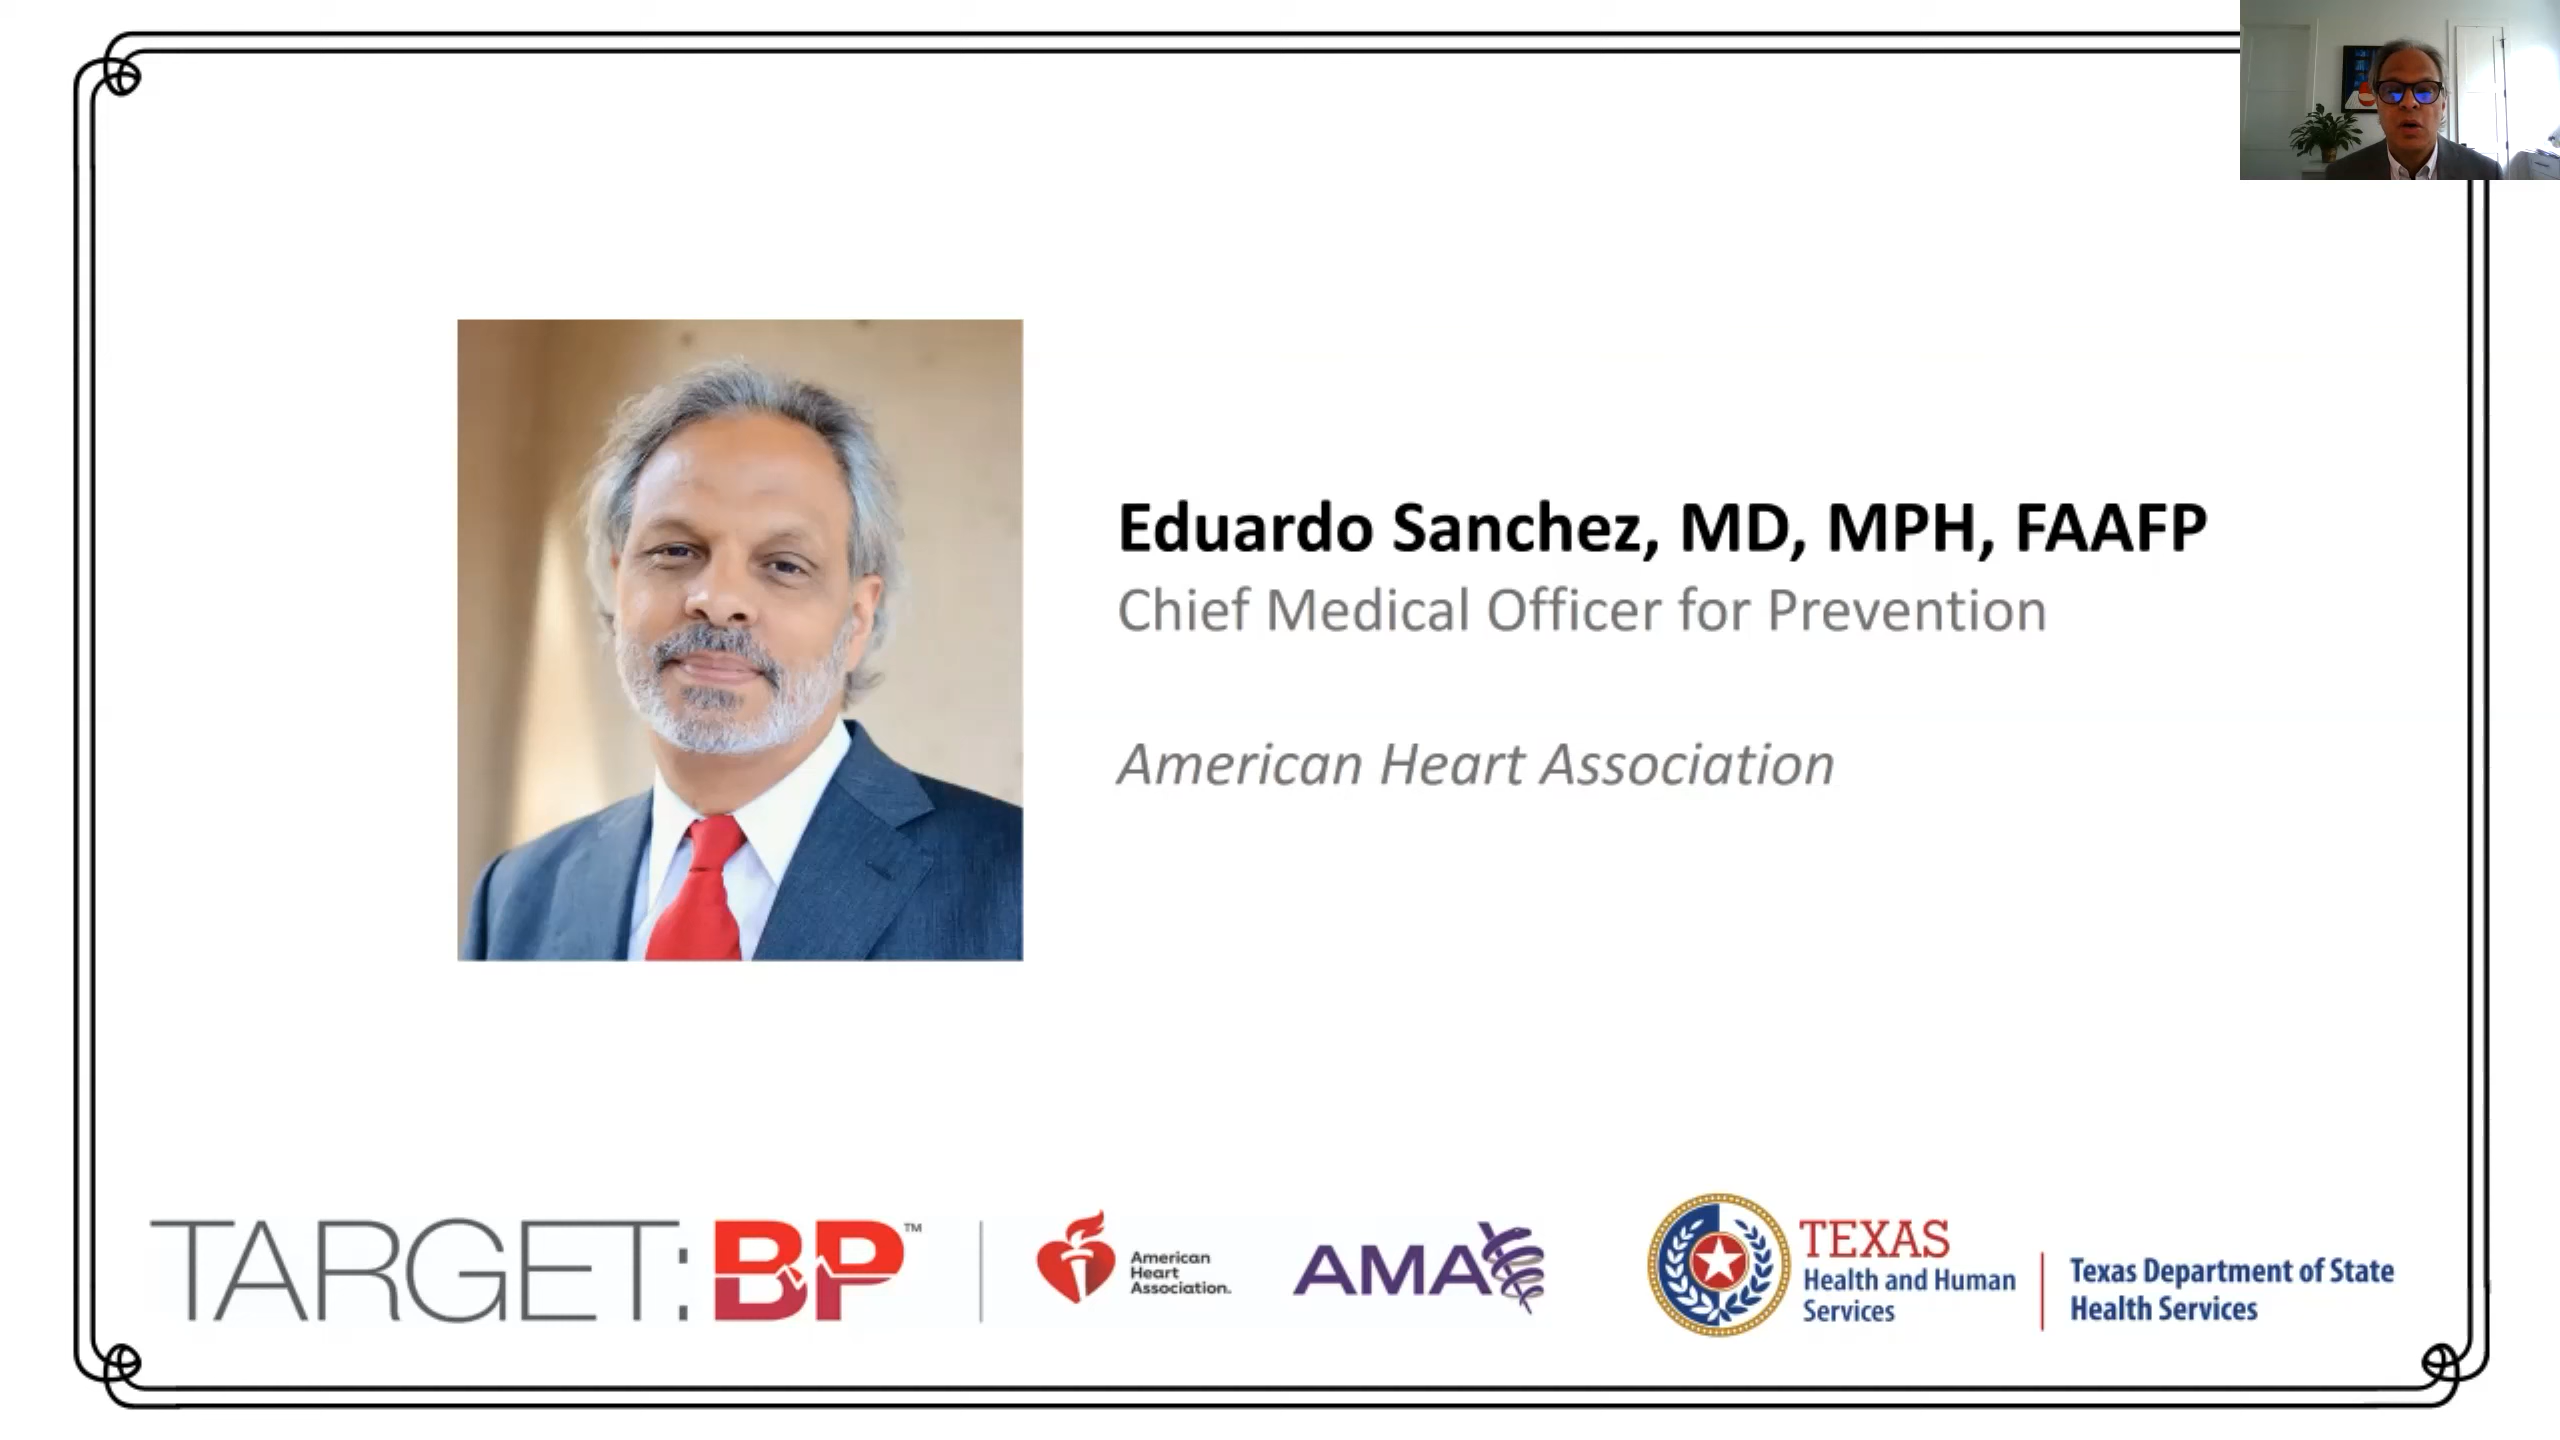 Eduardo Sanchez, MD, MPH, FAAFP
Chief Medical Officer for Prevention
American Heart Association
TARGET:BP™
American
Heart
Association.
AMA
TEXAS
Health and Human
Services
Texas Department of State
Health Services